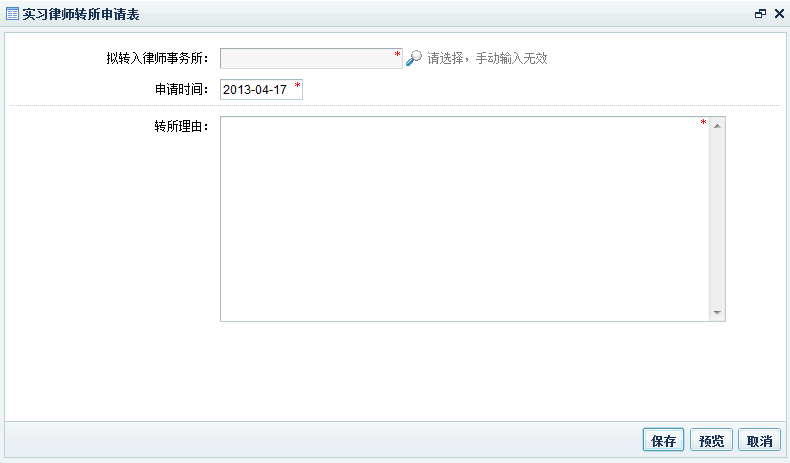 实习律师转所申请表
拟转入律师事务所： * 请选择，手动输入无效
申请时间： 2013-04-17 *
转所理由： *
保存 预览 取消